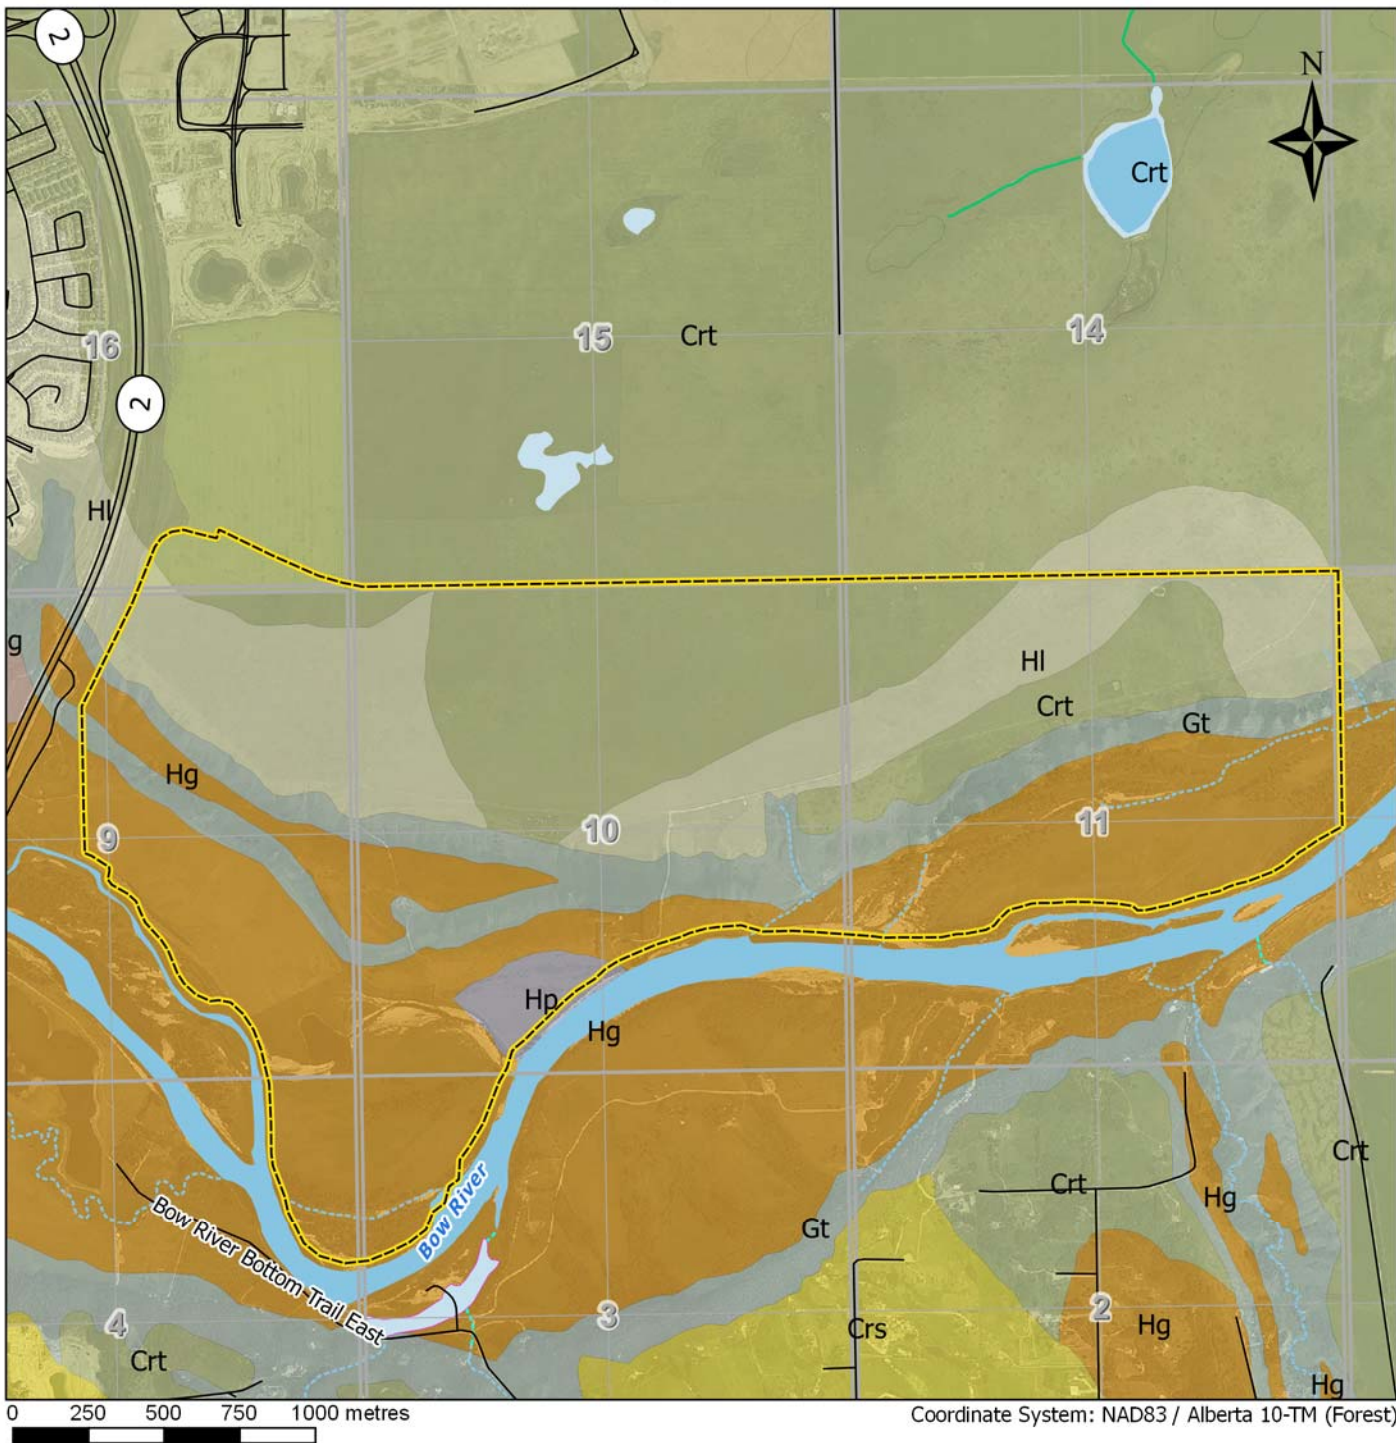 2
N
Crt
16
15
Crt
14
2
Hl
g
Hl
Crt
Gt
Hg
9
10
11
Hp
Hg
Crt
Crt
Hg
Bow River
Gt
Bow River Bottom Trail East
4
3
2
Crs
Hg
Crt
Hg
0 250 500 750 1000 metres
Coordinate System: NAD83 / Alberta 10-TM (Forest)